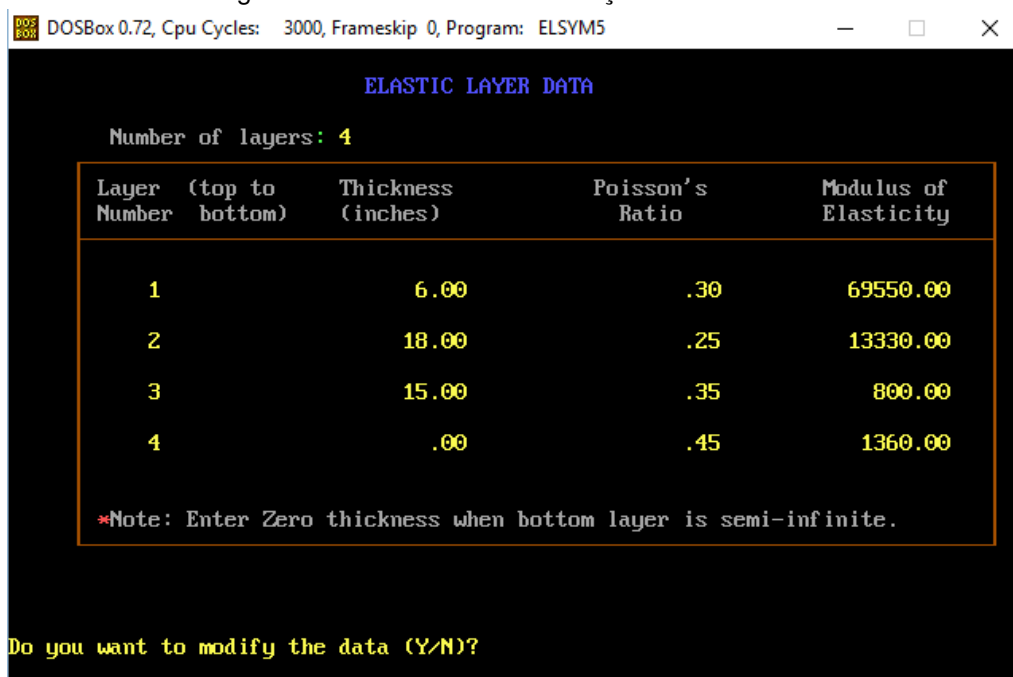 DOSBox 0.72, Cpu Cycles: 3000, Frameskip 0, Program: ELSYM5
ELASTIC LAYER DATA
Number of layers: 4
Layer (top to Thickness Poisson's Modulus of
Number bottom) (inches) Ratio Elasticity
1 6.00 .30 69550.00
2 18.00 .25 13330.00
3 15.00 .35 800.00
4 .00 .45 1360.00
*Note: Enter Zero thickness when bottom layer is semi-infinite.
Do you want to modify the data (Y/N)?